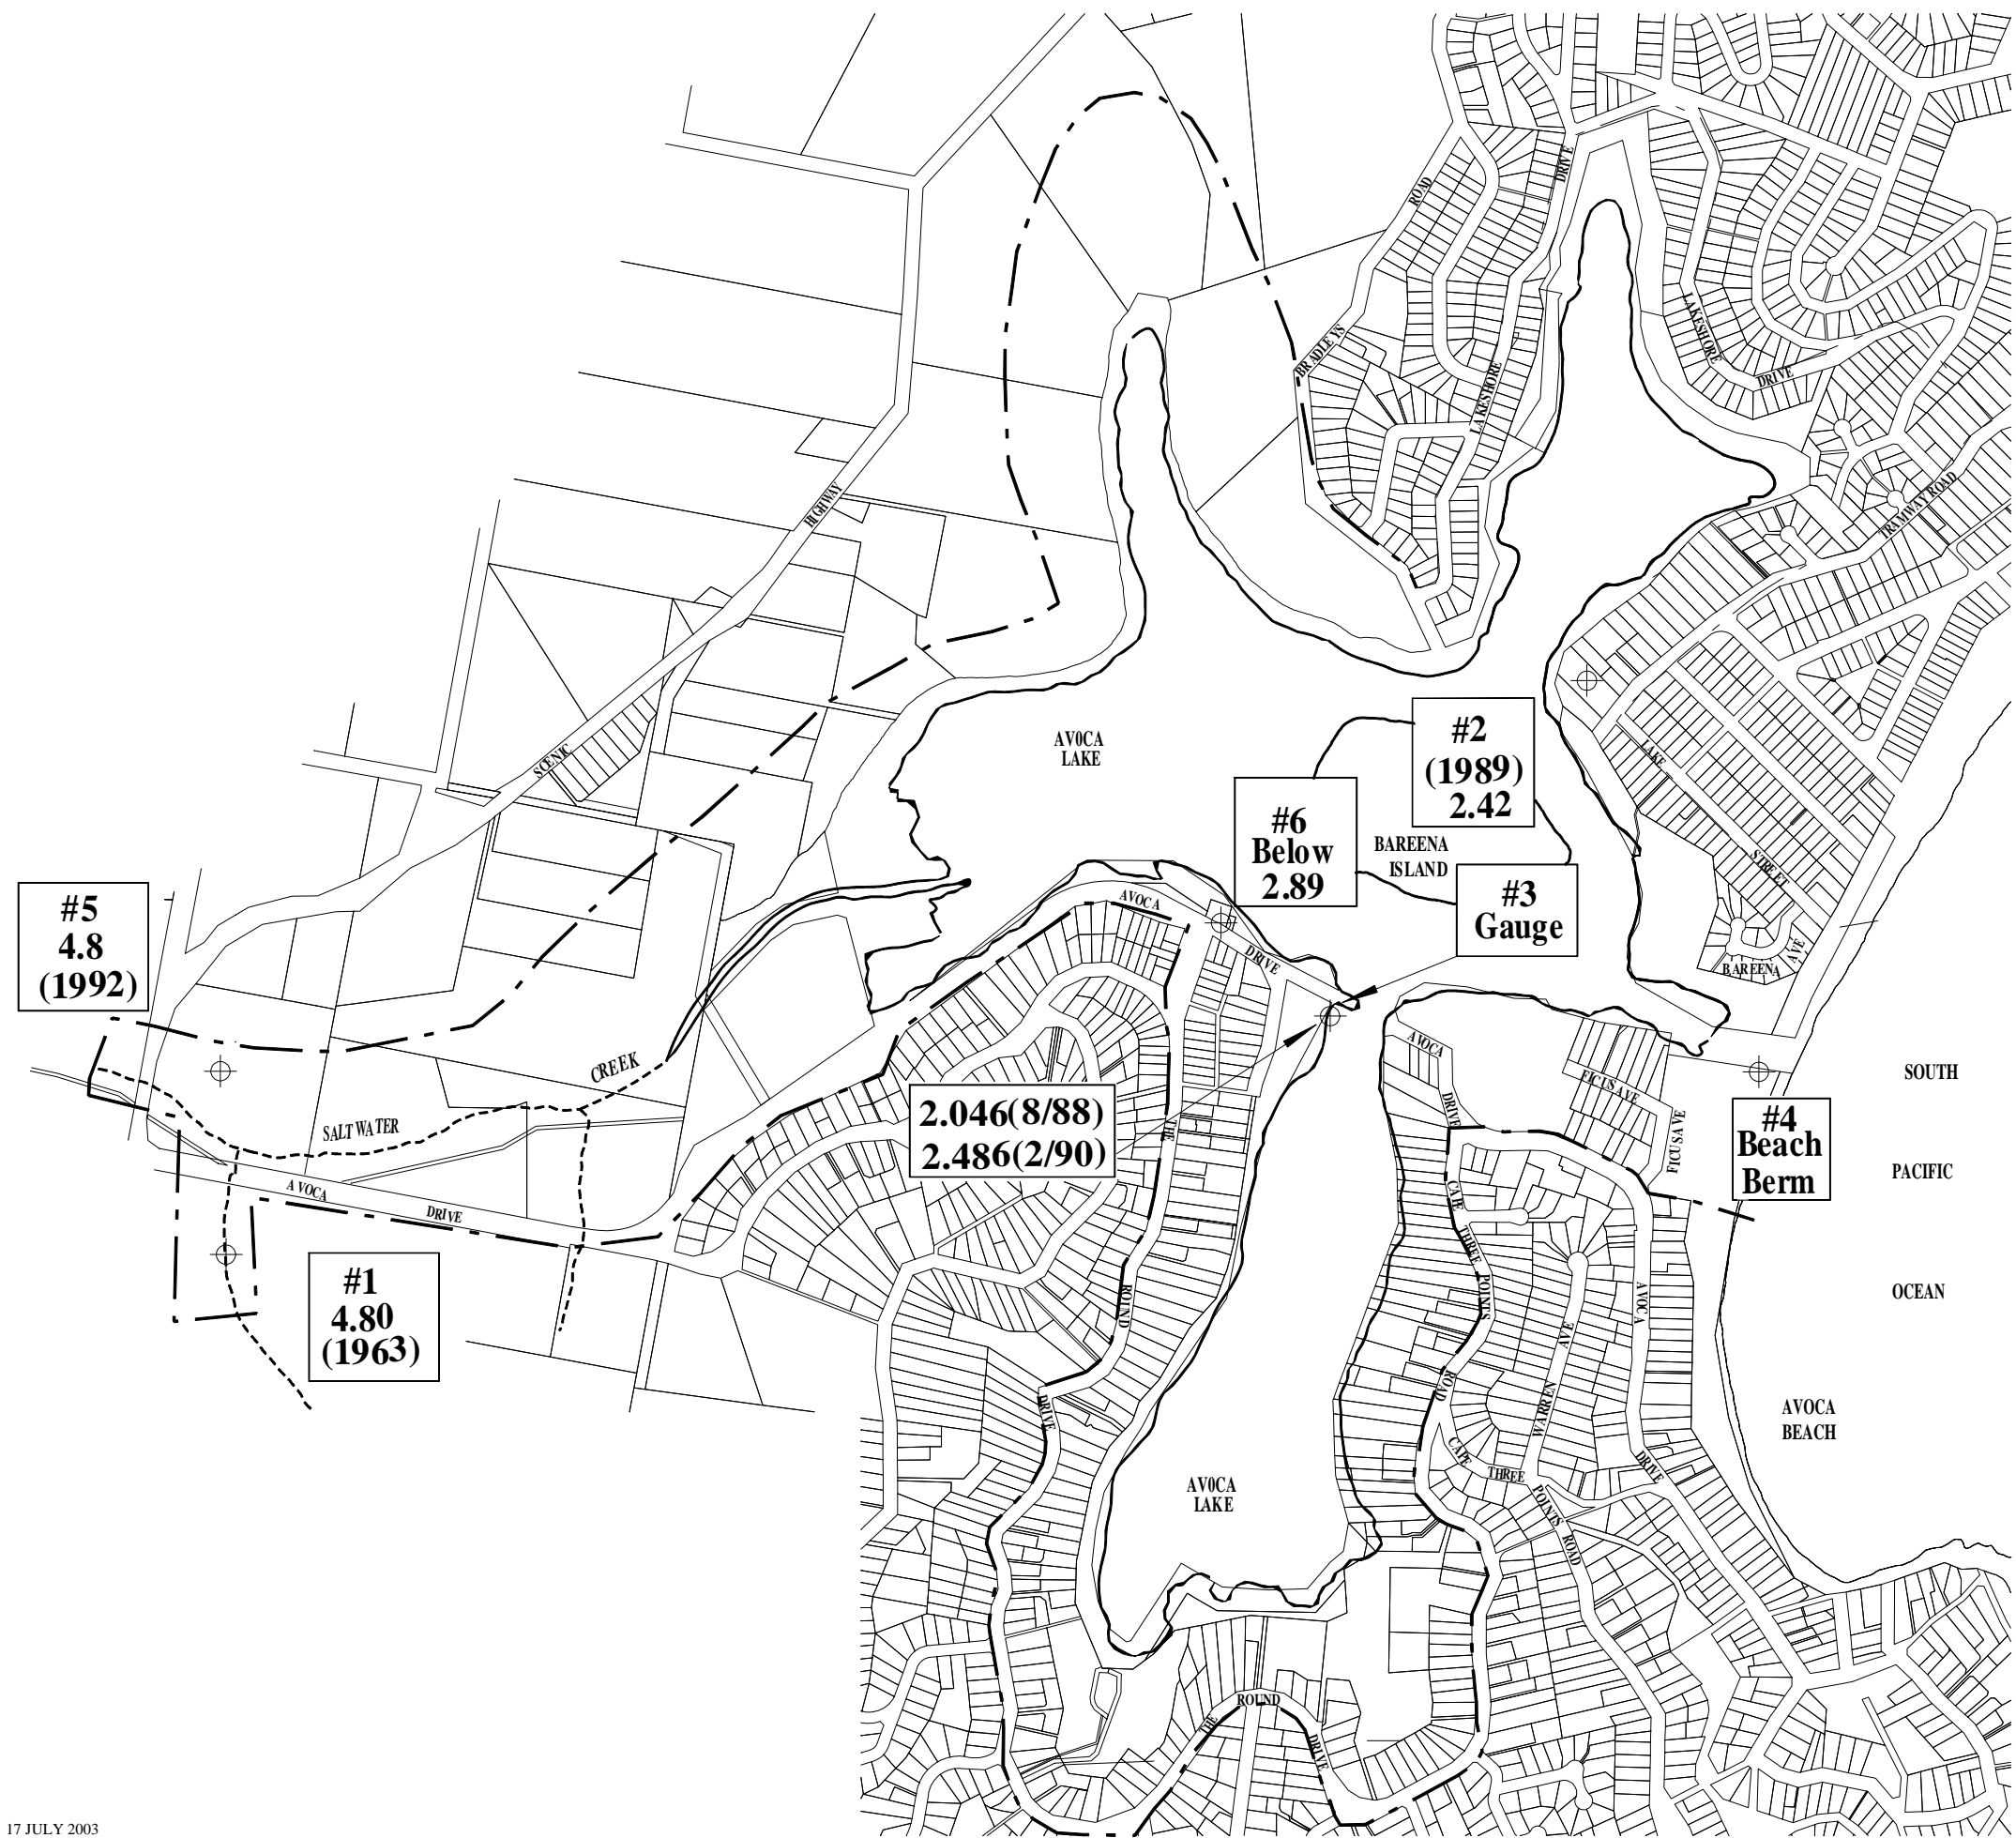 ROAD
DRIVE
BRADLEYS
LAKESHORE
LAKESHORE
DRIVE
TRAMWAY ROAD
HIGHWAY
SCENIC
AV0CA
LAKE
#2
(1989)
2.42
#6
Below
2.89
BAREENA
ISLAND
#3
Gauge
LAKE
STREET
BAREENA
AVE
#5
4.8
(1992)
AVOCA
DRIVE
CREEK
SALT WATER
AVOCA
DRIVE
2.046(8/88)
2.486(2/90)
AVOCA
DRIVE
FICUS AVE
FICUS AVE
#4
Beach
Berm
SOUTH
PACIFIC
OCEAN
#1
4.80
(1963)
THE
ROUND
DRIVE
CAPE
THREE
POINTS
ROAD
AVE
WARREN
AVOCA
DRIVE
CAPE
THREE
POINTS
ROAD
AVOCA
BEACH
AV0CA
LAKE
THE
ROUND
DRIVE
17 JULY 2003